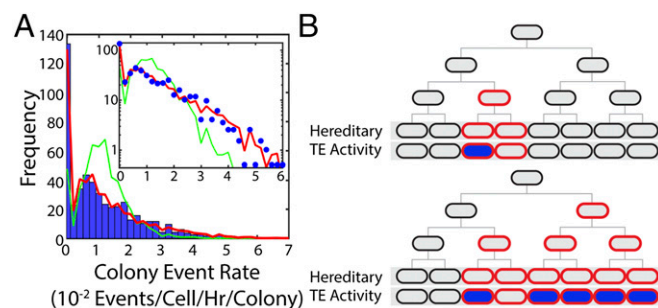 A
140
120
100
80
60
40
20
0
Frequency
0 1 2 3 4 5 6 7
Colony Event Rate
(10⁻² Events/Cell/Hr/Colony)
100
10
1
0 1 2 3 4 5 6
B
Hereditary
TE Activity
Hereditary
TE Activity